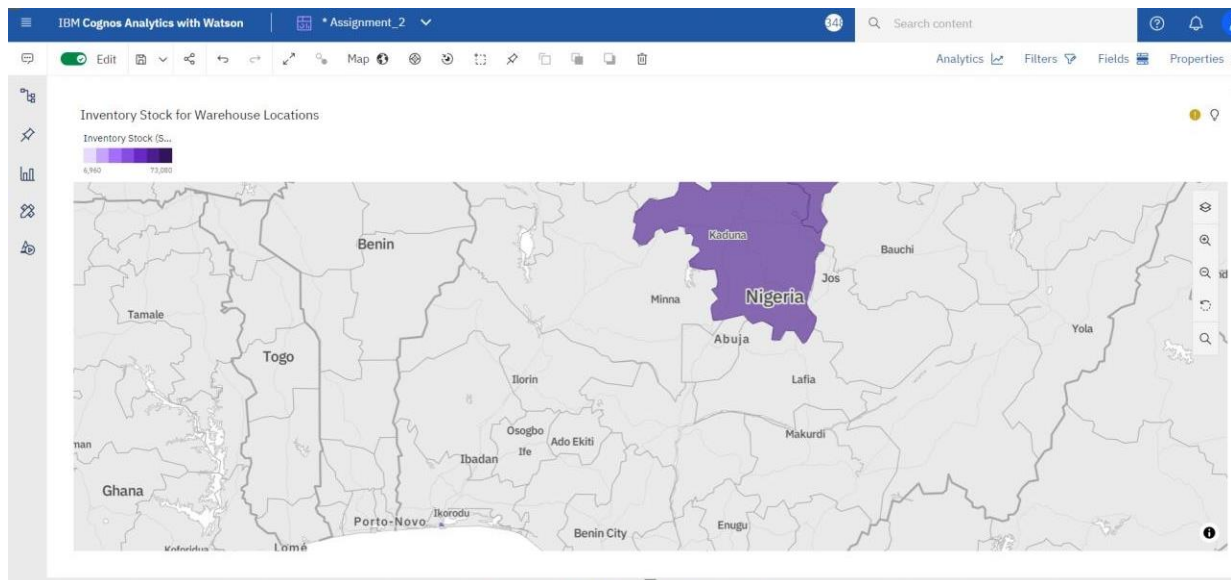 IBM Cognos Analytics with Watson
* Assignment_2
Search content
Edit
Map
Analytics
Filters
Fields
Properties
Inventory Stock for Warehouse Locations
Inventory Stock (S...
6,960 73,080
Kaduna
Benin
Bauchi
Jos
Minna
Nigeria
Tamale
Yola
Abuja
Togo
Ilorin
Lafia
Osogbo
Makurdi
Ado Ekiti
Ife
Ibadan
Ghana
Ikorodu
Porto-Novo
Enugu
Benin City
Koforidua
Lomé